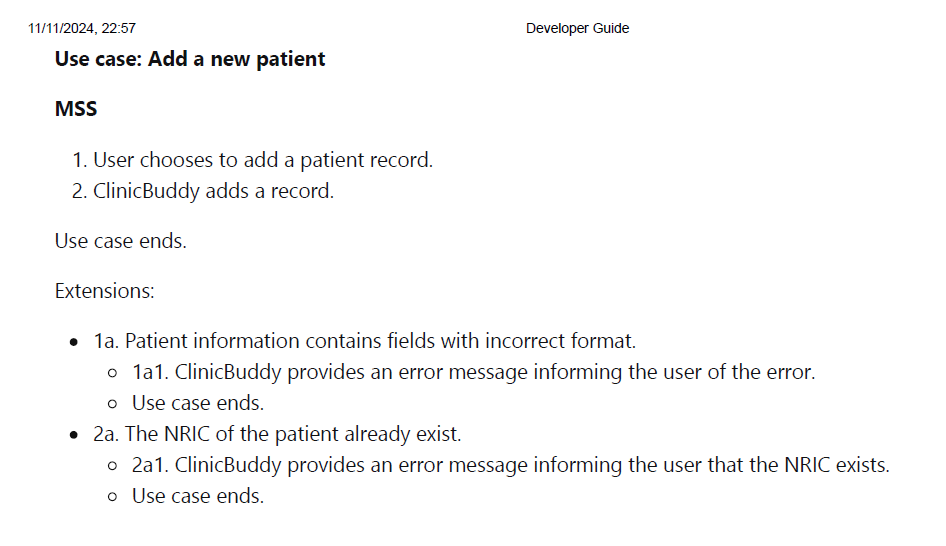 11/11/2024, 22:57 Developer Guide
Use case: Add a new patient
MSS
1. User chooses to add a patient record.
2. ClinicBuddy adds a record.
Use case ends.
Extensions:
• 1a. Patient information contains fields with incorrect format.
○ 1a1. ClinicBuddy provides an error message informing the user of the error.
○ Use case ends.
• 2a. The NRIC of the patient already exist.
○ 2a1. ClinicBuddy provides an error message informing the user that the NRIC exists.
○ Use case ends.